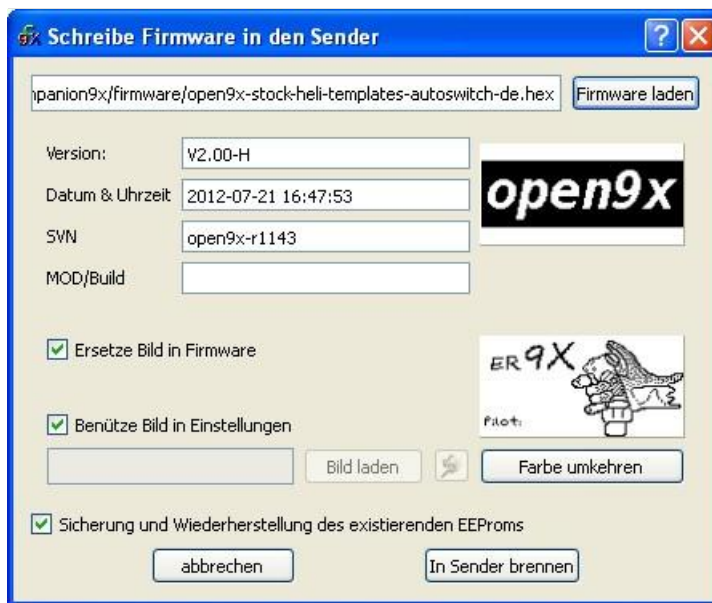 Schreibe Firmware in den Sender
npanion9x/firmware/open9x-stock-heli-templates-autoswitch-de.hex Firmware laden
Version: V2.00-H
Datum & Uhrzeit 2012-07-21 16:47:53
SVN open9x-r1143
MOD/Build
open9x
Ersetze Bild in Firmware
ER 9X
Pilot:
Benütze Bild in Einstellungen
Bild laden Farbe umkehren
Sicherung und Wiederherstellung des existierenden EEProms
abbrechen In Sender brennen